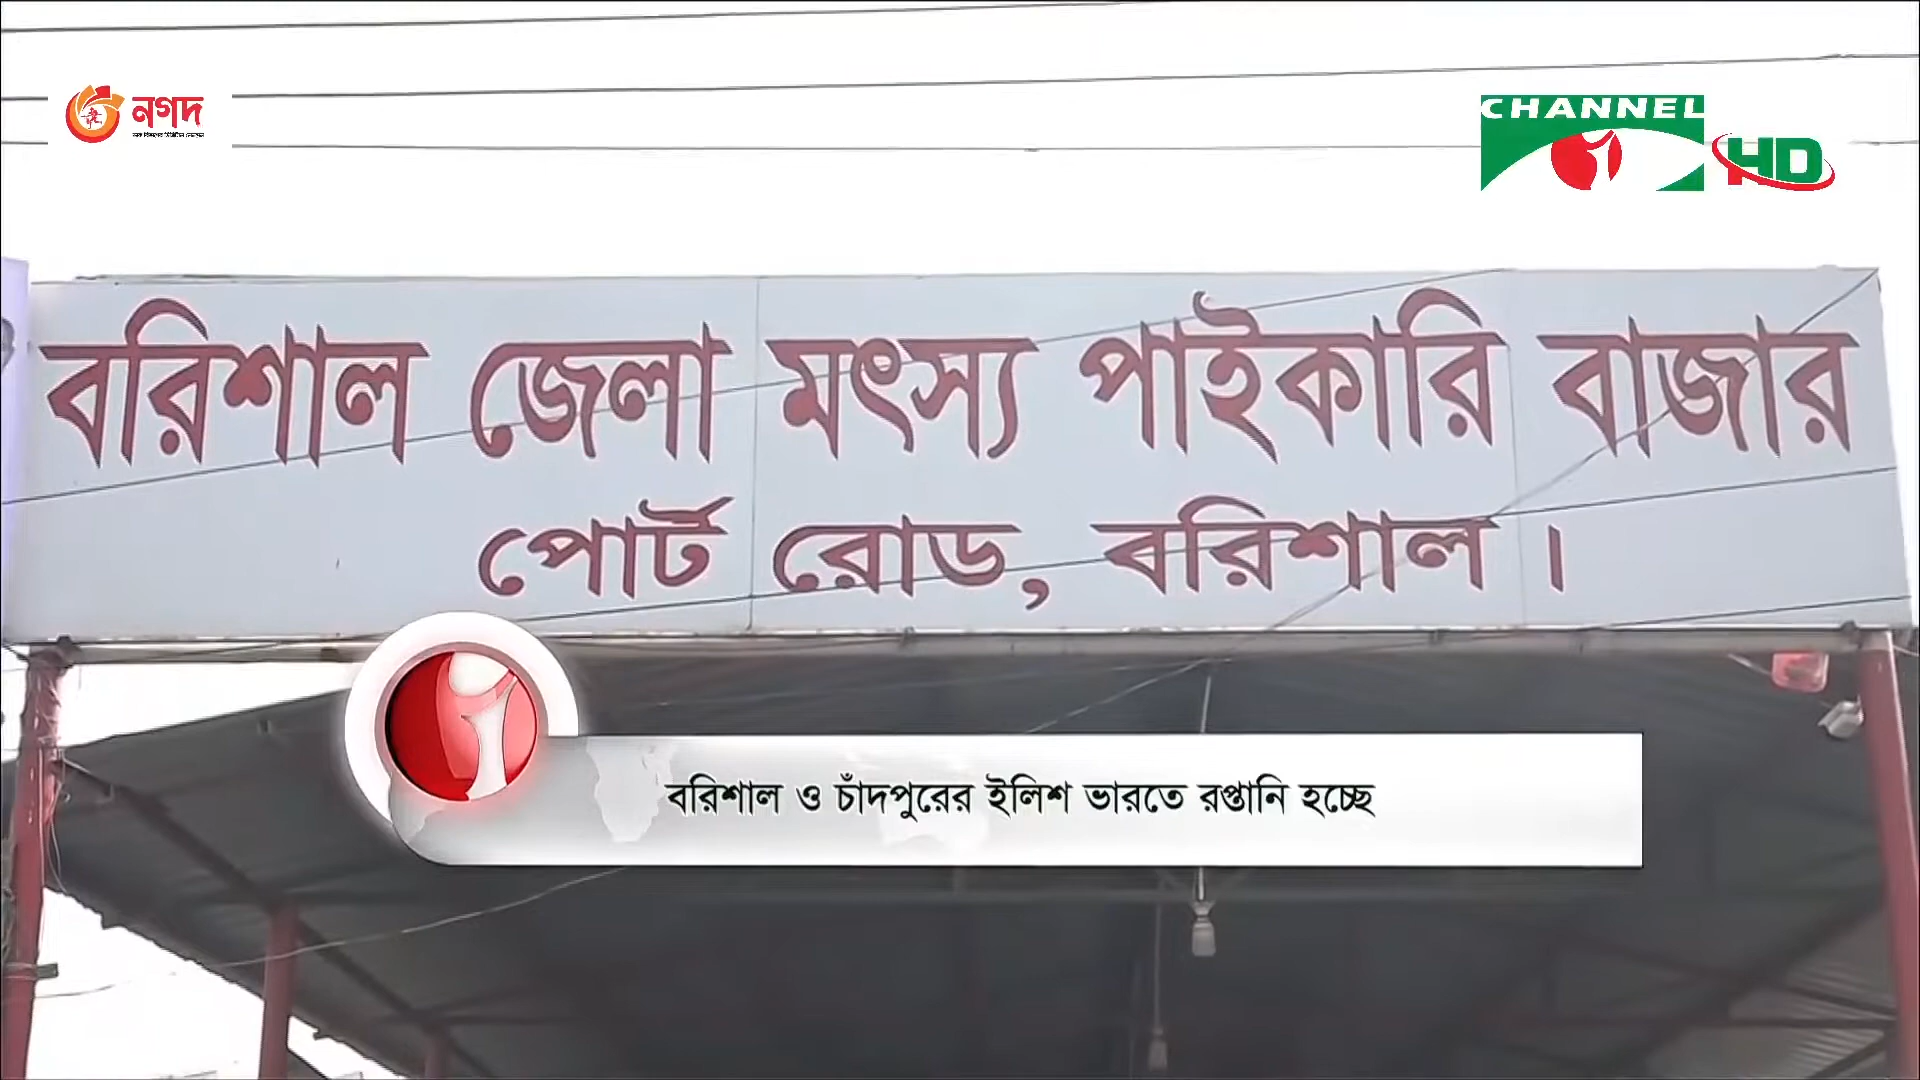 নগদ
CHANNEL
i HD
বরিশাল জেলা মৎস্য পাইকারি বাজার
পোর্ট রোড, বরিশাল।
বরিশাল ও চাঁদপুরের ইলিশ ভারতে রপ্তানি হচ্ছে